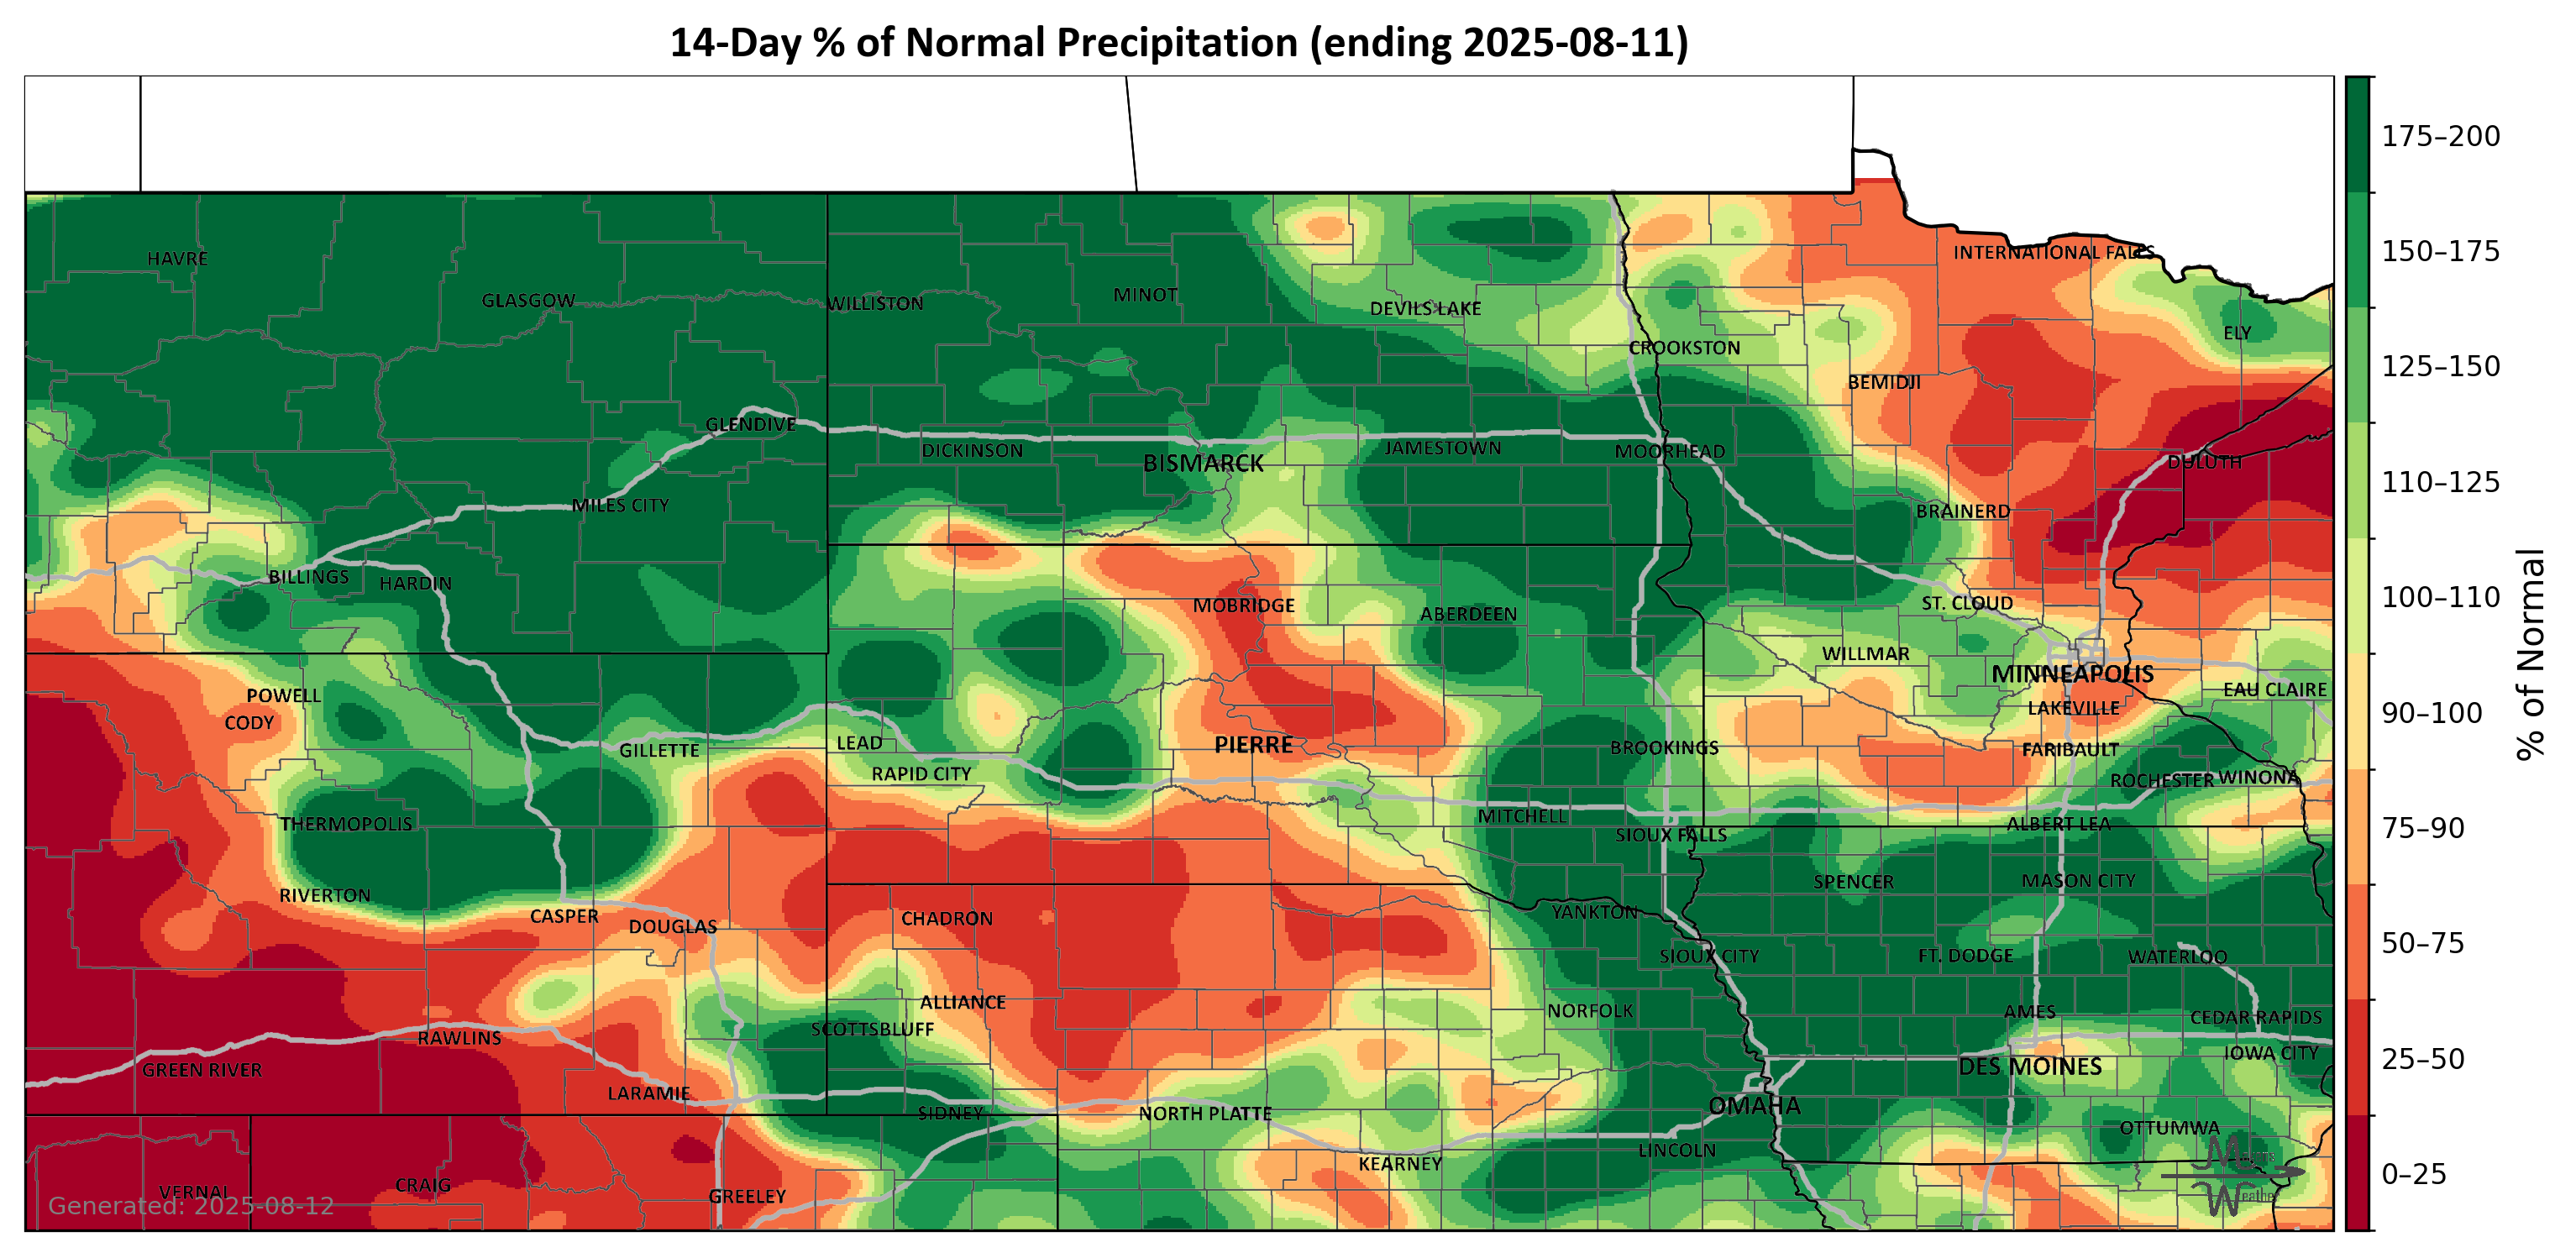 14-Day % of Normal Precipitation (ending 2025-08-11)
175–200
INTERNATIONAL FALLS
150–175
HAVRE
GLASGOW
WILLISTON
MINOT
DEVILS LAKE
ELY
CROOKSTON
125–150
BEMIDJI
GLENDIVE
DICKINSON
BISMARCK
JAMESTOWN
MOORHEAD
DULUTH
110–125
MILES CITY
BRAINERD
BILLINGS
HARDIN
MOBRIDGE
ABERDEEN
ST. CLOUD
100–110
WILLMAR
MINNEAPOLIS
% of Normal
POWELL
CODY
EAU CLAIRE
LAKEVILLE
90–100
GILLETTE
LEAD
PIERRE
BROOKINGS
FARIBAULT
RAPID CITY
ROCHESTER
WINONA
THERMOPOLIS
MITCHELL
SIOUX FALLS
ALBERT LEA
75–90
RIVERTON
SPENCER
MASON CITY
CASPER
DOUGLAS
CHADRON
YANKTON
SIOUX CITY
FT. DODGE
WATERLOO
50–75
ALLIANCE
SCOTTSBLUFF
NORFOLK
AMES
CEDAR RAPIDS
RAWLINS
IOWA CITY
25–50
GREEN RIVER
DES MOINES
LARAMIE
SIDNEY
NORTH PLATTE
OMAHA
OTTUMWA
LINCOLN
KEARNEY
0–25
VERNAL
CRAIG
GREELEY
Generated: 2025-08-12